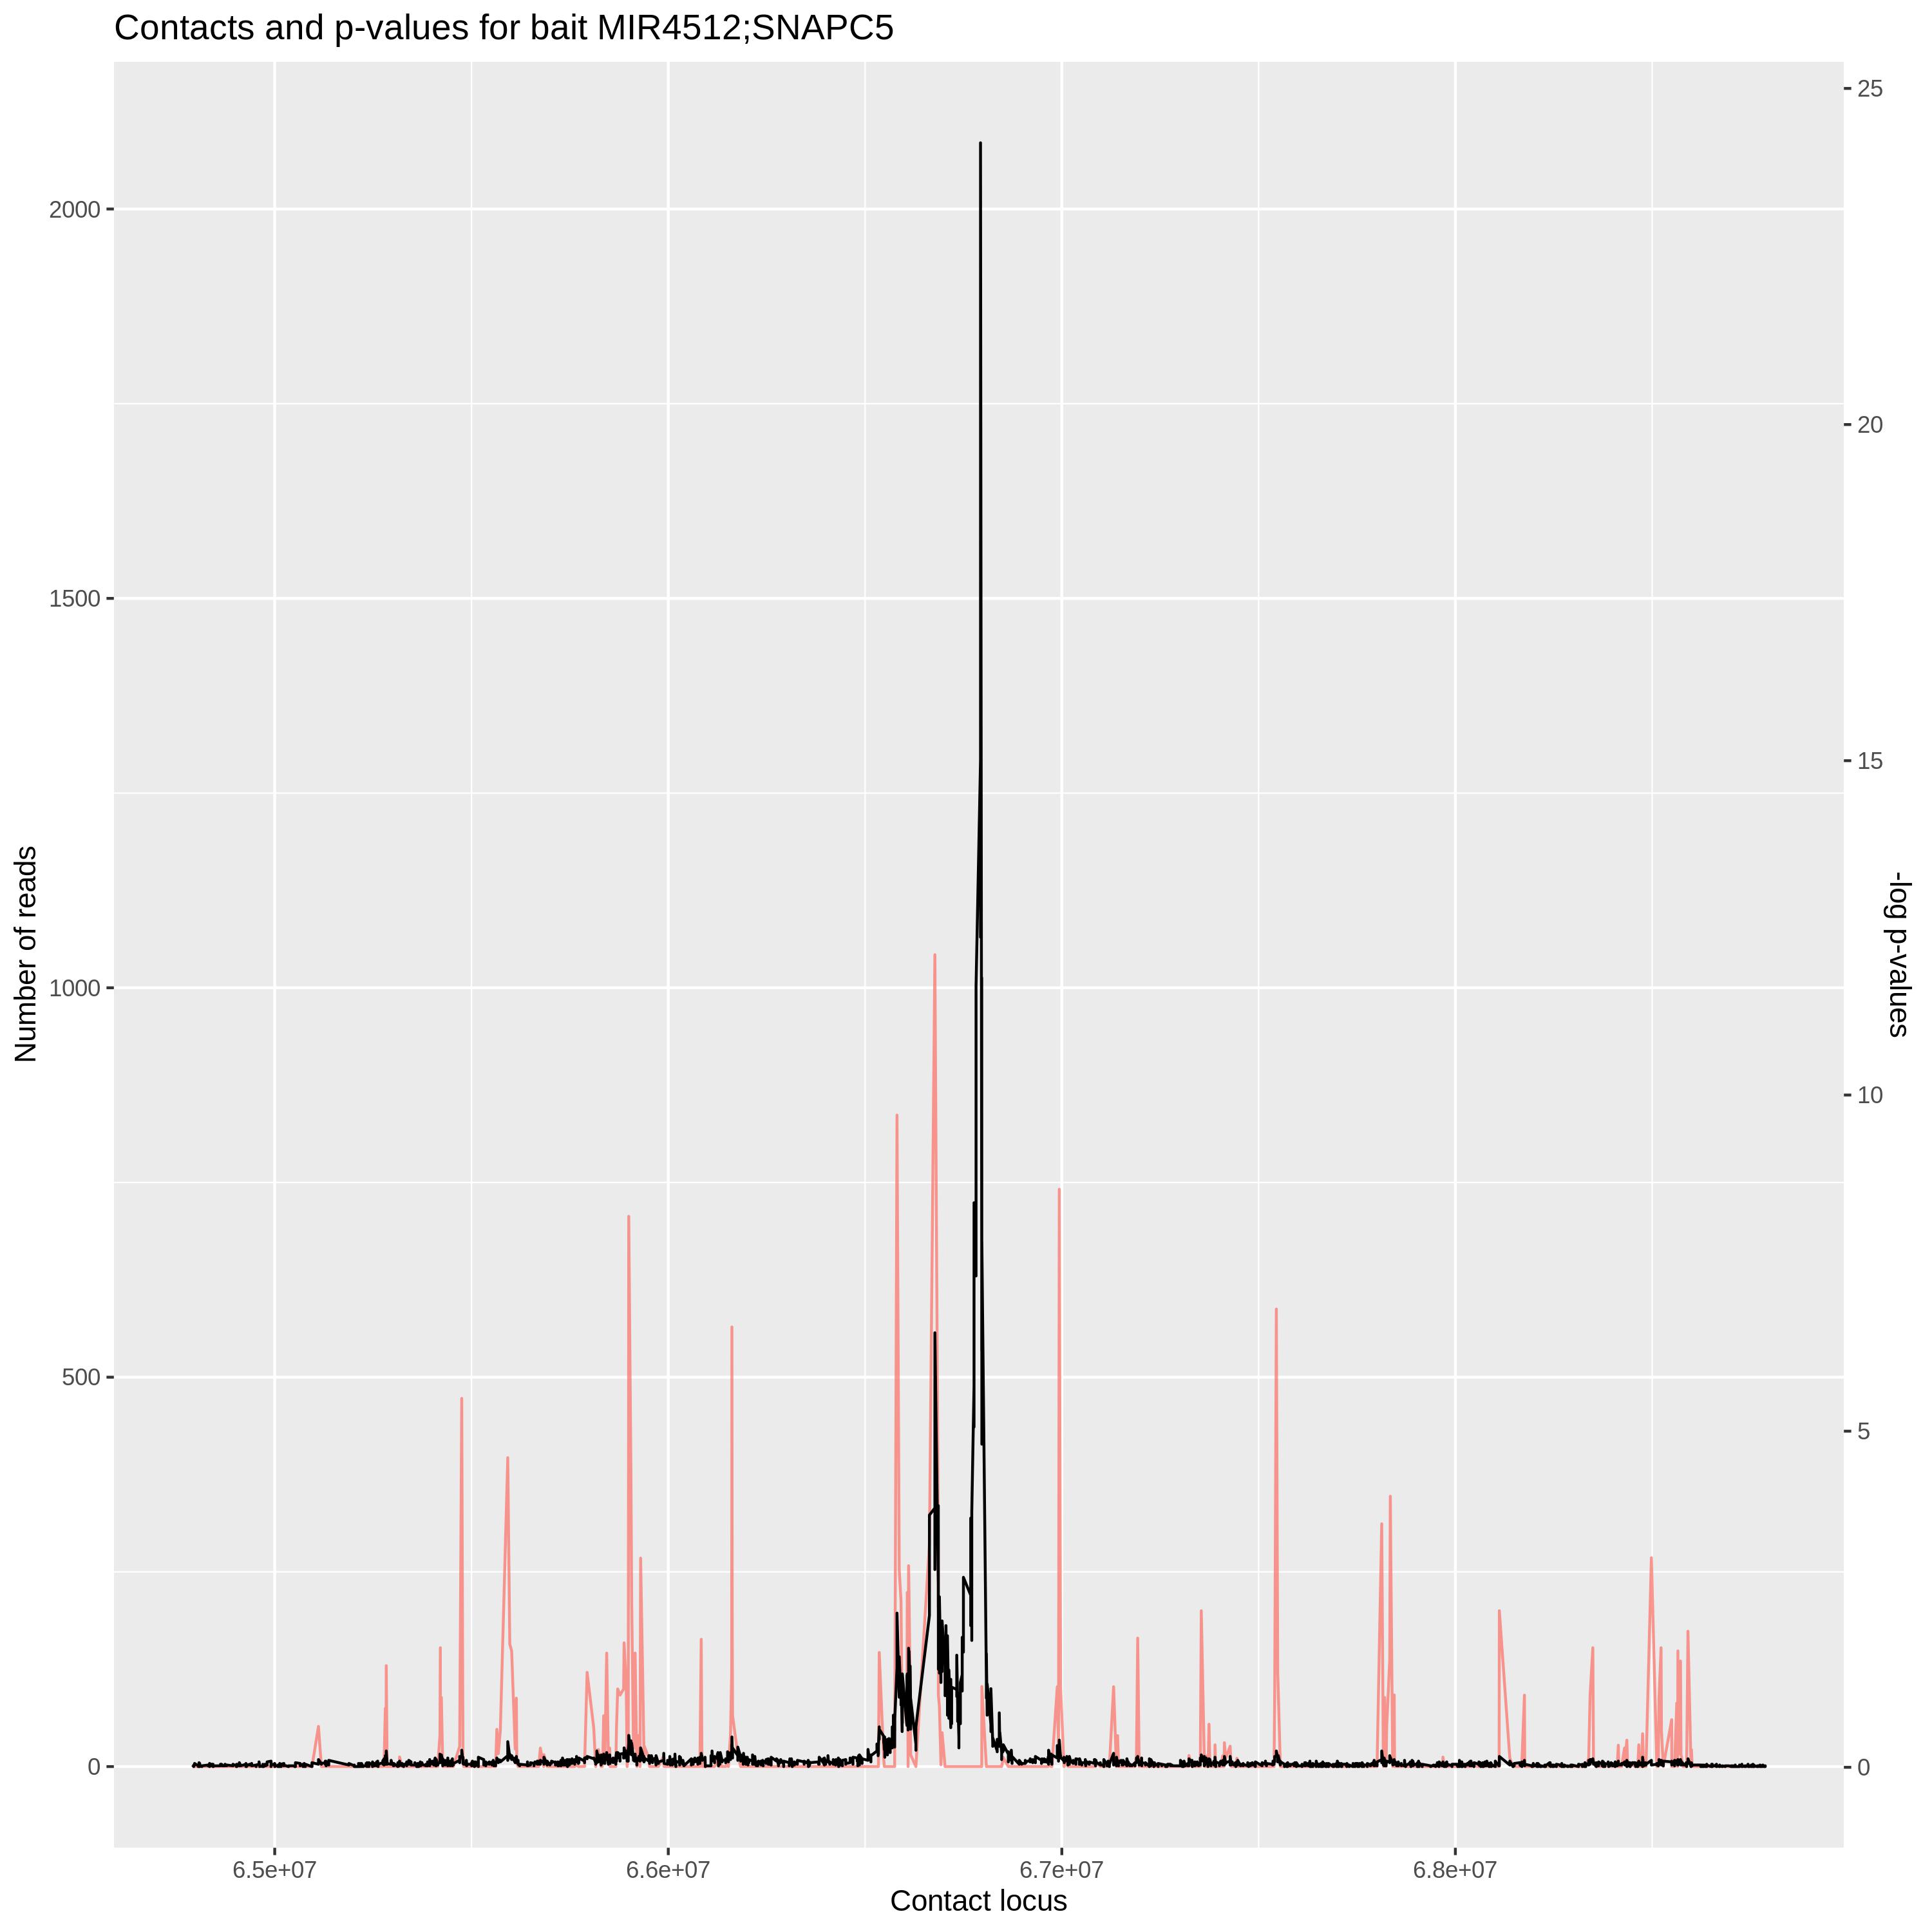 Contacts and p-values for bait MIR4512;SNAPC5
25
2000
20
1500
15
Number of reads
-log p-values
1000
10
500
5
0
0
6.5e+07
6.6e+07
6.7e+07
6.8e+07
Contact locus